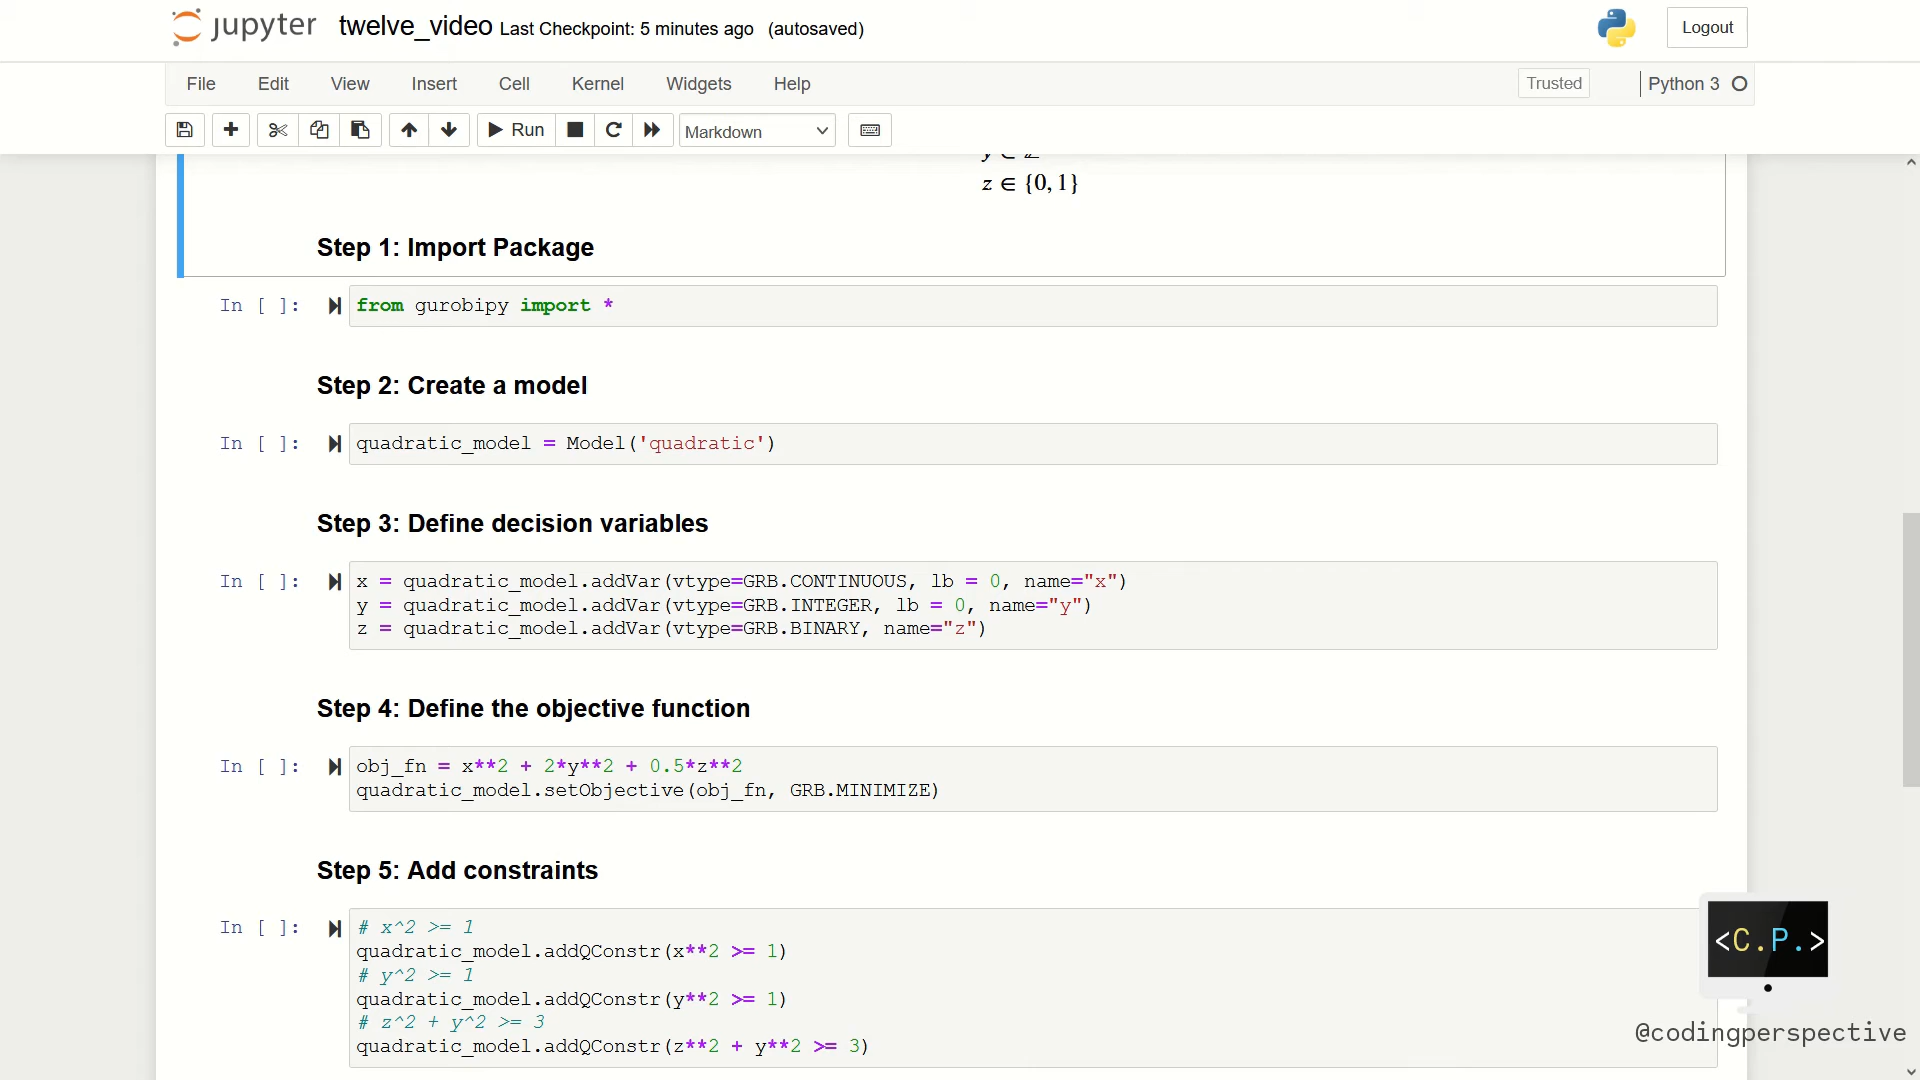 jupyter twelve_video Last Checkpoint: 5 minutes ago (autosaved)
Logout
File Edit View Insert Cell Kernel Widgets Help
Trusted
Python 3
Run
Markdown
z ∈ {0, 1}
Step 1: Import Package
In [ ]: from gurobipy import *
Step 2: Create a model
In [ ]: quadratic_model = Model('quadratic')
Step 3: Define decision variables
In [ ]: x = quadratic_model.addVar(vtype=GRB.CONTINUOUS, lb = 0, name="x")
y = quadratic_model.addVar(vtype=GRB.INTEGER, lb = 0, name="y")
z = quadratic_model.addVar(vtype=GRB.BINARY, name="z")
Step 4: Define the objective function
In [ ]: obj_fn = x**2 + 2*y**2 + 0.5*z**2
quadratic_model.setObjective(obj_fn, GRB.MINIMIZE)
Step 5: Add constraints
In [ ]: # x^2 >= 1
quadratic_model.addQConstr(x**2 >= 1)
# y^2 >= 1
quadratic_model.addQConstr(y**2 >= 1)
# z^2 + y^2 >= 3
quadratic_model.addQConstr(z**2 + y**2 >= 3)
<C.P.>
@codingperspective